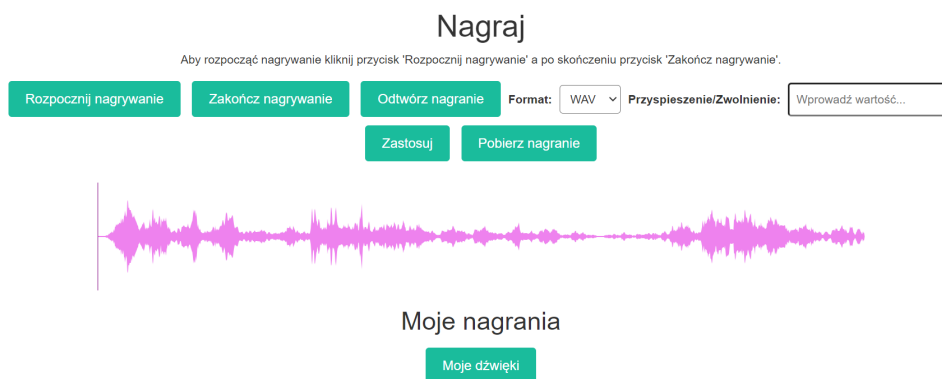 Nagraj
Aby rozpocząć nagrywanie kliknij przycisk 'Rozpocznij nagrywanie' a po skończeniu przycisk 'Zakończ nagrywanie'.
Rozpocznij nagrywanie Zakończ nagrywanie Odtwórz nagranie Format: WAV Przyspieszenie/Zwolnienie: Wprowadź wartość...
Zastosuj Pobierz nagranie
Moje nagrania
Moje dźwięki